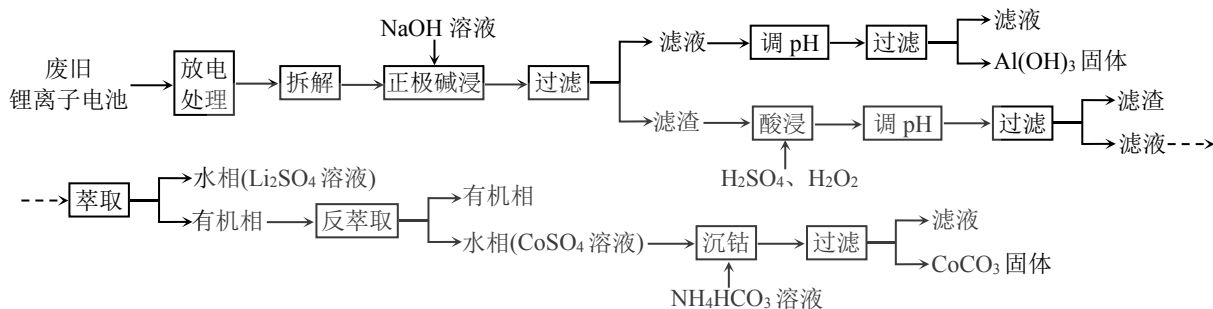 NaOH 溶液
废旧
锂离子电池
放电
处理
拆解
正极碱浸
过滤
滤液
调 pH
过滤
滤液
Al(OH)₃ 固体
滤渣
酸浸
调 pH
过滤
滤渣
滤液
H₂SO₄、H₂O₂
萃取
水相(Li₂SO₄ 溶液)
有机相
反萃取
有机相
水相(CoSO₄ 溶液)
沉钴
过滤
滤液
CoCO₃ 固体
NH₄HCO₃ 溶液